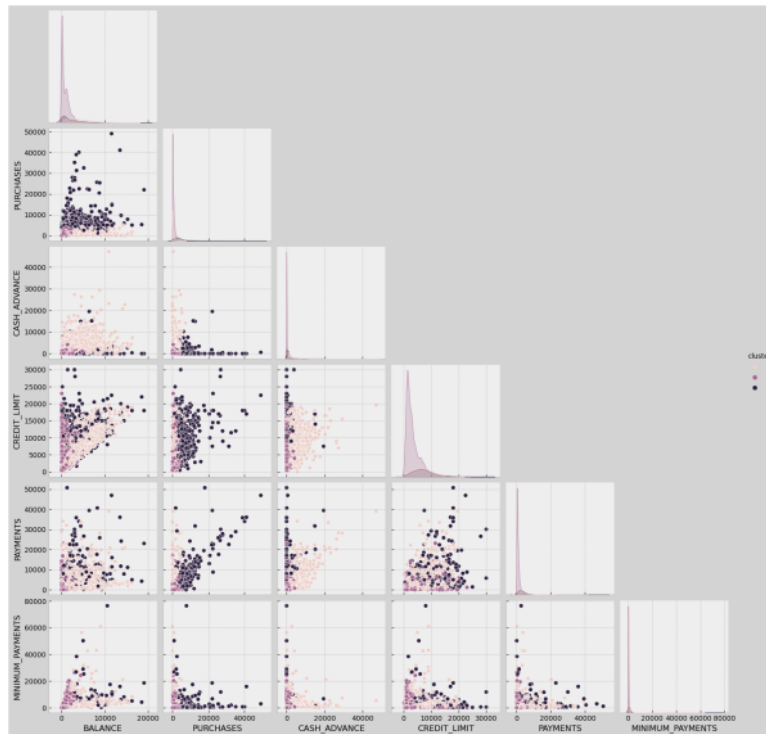 50000
40000
30000
20000
10000
0
PURCHASES
40000
30000
20000
10000
0
CASH_ADVANCE
30000
25000
20000
15000
10000
5000
0
CREDIT_LIMIT
cluste
50000
40000
30000
20000
10000
0
PAYMENTS
80000
60000
40000
20000
0
MINIMUM_PAYMENTS
0 10000 20000
0 20000 40000
0 20000 40000
0 10000 20000 30000
0 20000 40000
0 20000 40000 60000 80000
BALANCE
PURCHASES
CASH_ADVANCE
CREDIT_LIMIT
PAYMENTS
MINIMUM_PAYMENTS